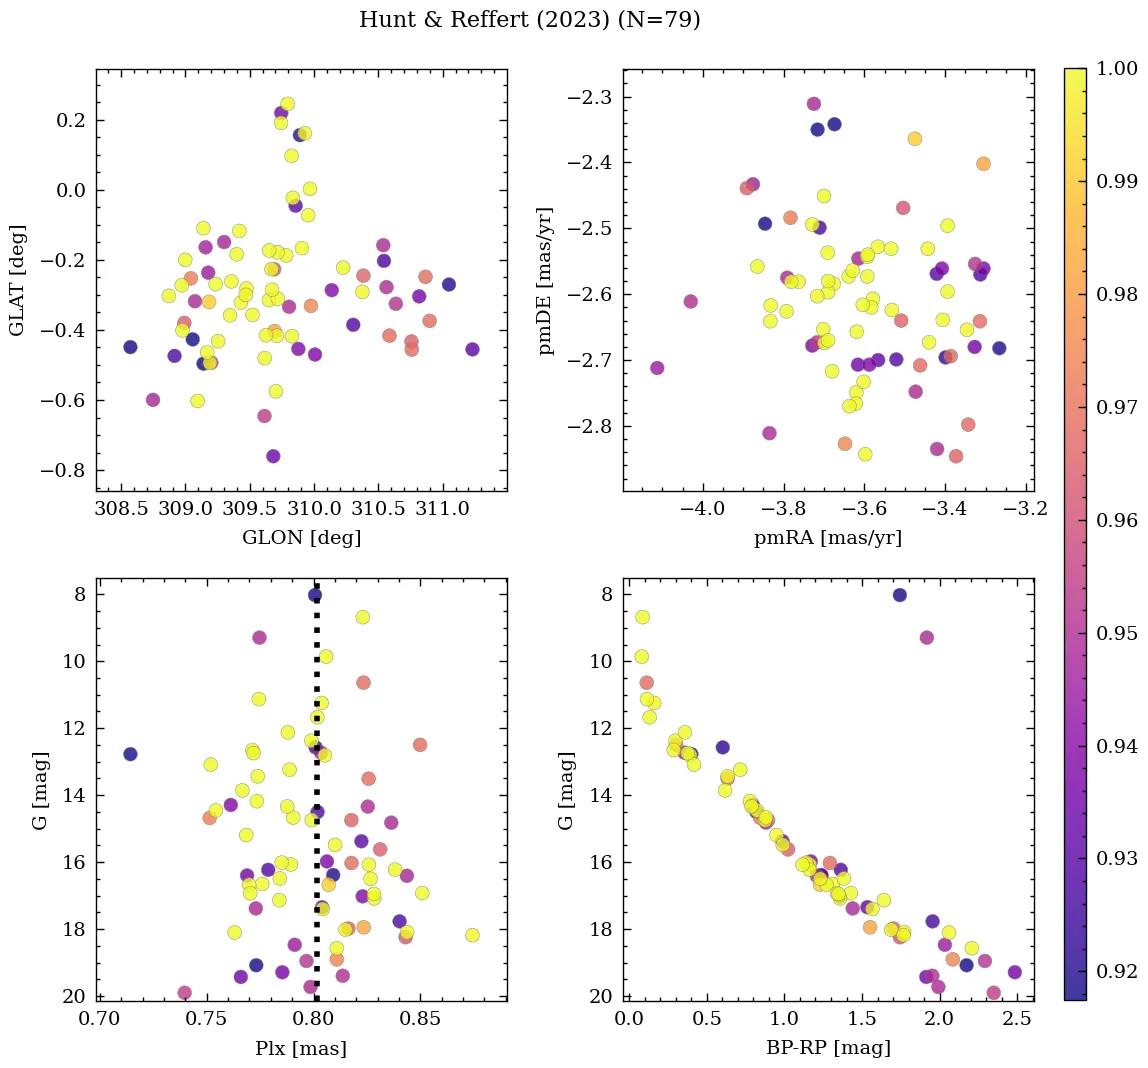 Hunt & Reffert (2023) (N=79)
0.2
0.0
−0.2
−0.4
−0.6
−0.8
GLAT [deg]
308.5 309.0 309.5 310.0 310.5 311.0
GLON [deg]
−2.3
−2.4
−2.5
−2.6
−2.7
−2.8
pmDE [mas/yr]
−4.0 −3.8 −3.6 −3.4 −3.2
pmRA [mas/yr]
8
10
12
14
16
18
20
G [mag]
0.70 0.75 0.80 0.85
Plx [mas]
8
10
12
14
16
18
20
G [mag]
0.0 0.5 1.0 1.5 2.0 2.5
BP-RP [mag]
1.00
0.99
0.98
0.97
0.96
0.95
0.94
0.93
0.92